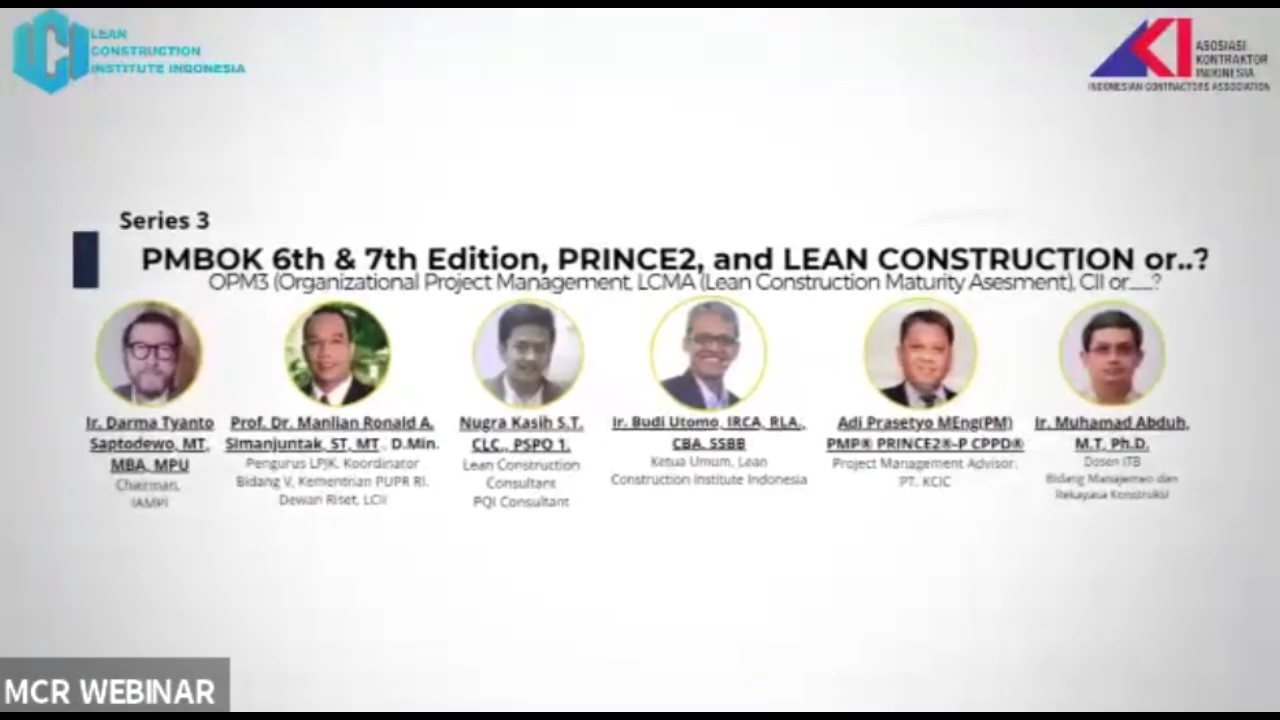 LEAN
CONSTRUCTION
INSTITUTE INDONESIA
AKI
ASOSIASI
KONTRAKTOR
INDONESIA
INDONESIAN CONTRACTORS ASSOCIATION
Series 3
PMBOK 6th & 7th Edition, PRINCE2, and LEAN CONSTRUCTION or..?
OPM3 (Organizational Project Management, LCMA (Lean Construction Maturity Asesment), CII or___?
Ir. Darma Tyanto
Saptodewo, MT,
MBA, MPU
Chairman,
IAMPI
Prof. Dr. Manlian Ronald A.
Simanjuntak, ST, MT., D.Min.
Pengurus LPJK, Koordinator
Bidang V, Kementrian PUPR RI.
Dewan Riset, LCII
Nugra Kasih S.T.
CLC., PSPO 1.
Lean Construction
Consultant
PQI Consultant
Ir. Budi Utomo, IRCA, RLA.,
CBA, SSBB
Ketua Umum, Lean
Construction Institute Indonesia
Adi Prasetyo MEng(PM)
PMP® PRINCE2®-P CPPD®
Project Management Advisor.
PT. KCIC
Ir. Muhamad Abduh,
M.T, Ph.D.
Dosen ITB
Bidang Manajemen dan
Rekayasa Konstruksi
MCR WEBINAR